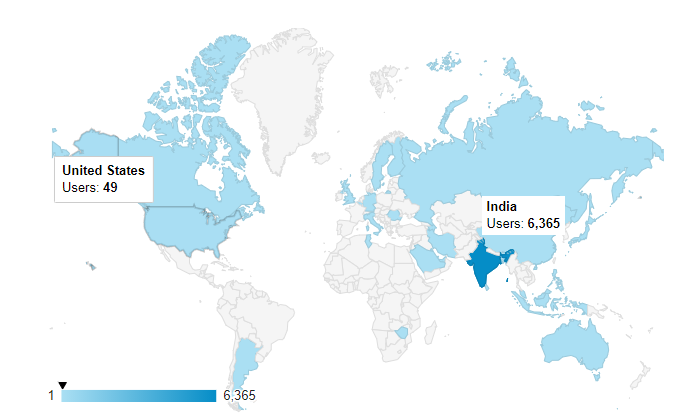 United States
Users: 49
India
Users: 6,365
1
6,365